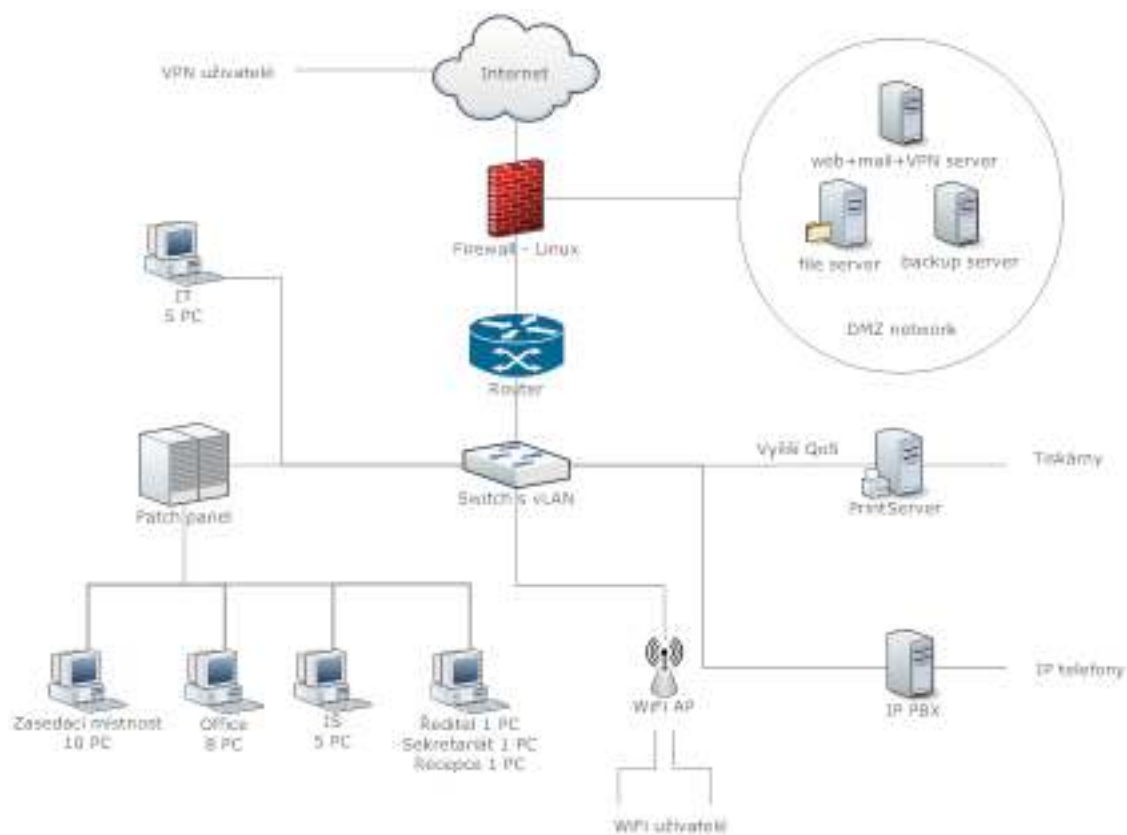 VPN uživatelé
Internet
web+mail+VPN server
file server
backup server
DMZ network
Firewall - Linux
IT
5 PC
Router
Patch panel
Switch s vLAN
Vyšší QoS
PrintServer
Tiskárny
Zasedací místnost
10 PC
Office
8 PC
IS
5 PC
Ředitel 1 PC
Sekretariát 1 PC
Recepce 1 PC
WiFi AP
IP PBX
IP telefony
WiFi uživatelé